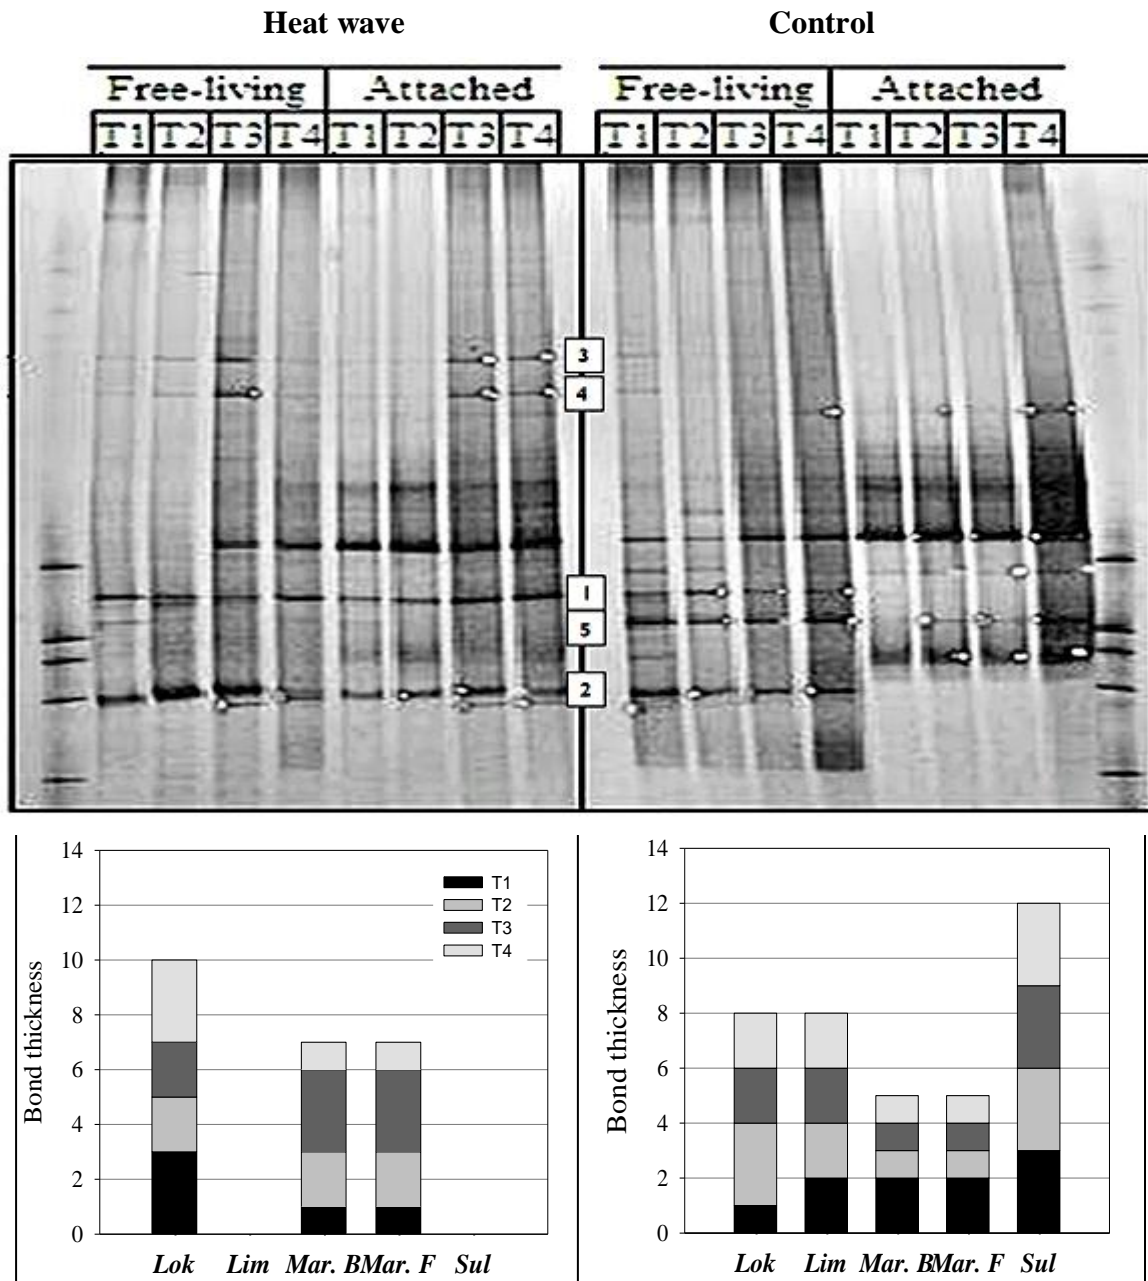 Heat wave Control
Free-living Attached Free-living Attached
T1 T2 T3 T4 T1 T2 T3 T4 T1 T2 T3 T4 T1 T2 T3 T4
3
4
1
5
2
14
12
10
8
6
4
2
0
Bond thickness
T1
T2
T3
T4
Lok Lim Mar. B Mar. F Sul
14
12
10
8
6
4
2
0
Bond thickness
Lok Lim Mar. B Mar. F Sul